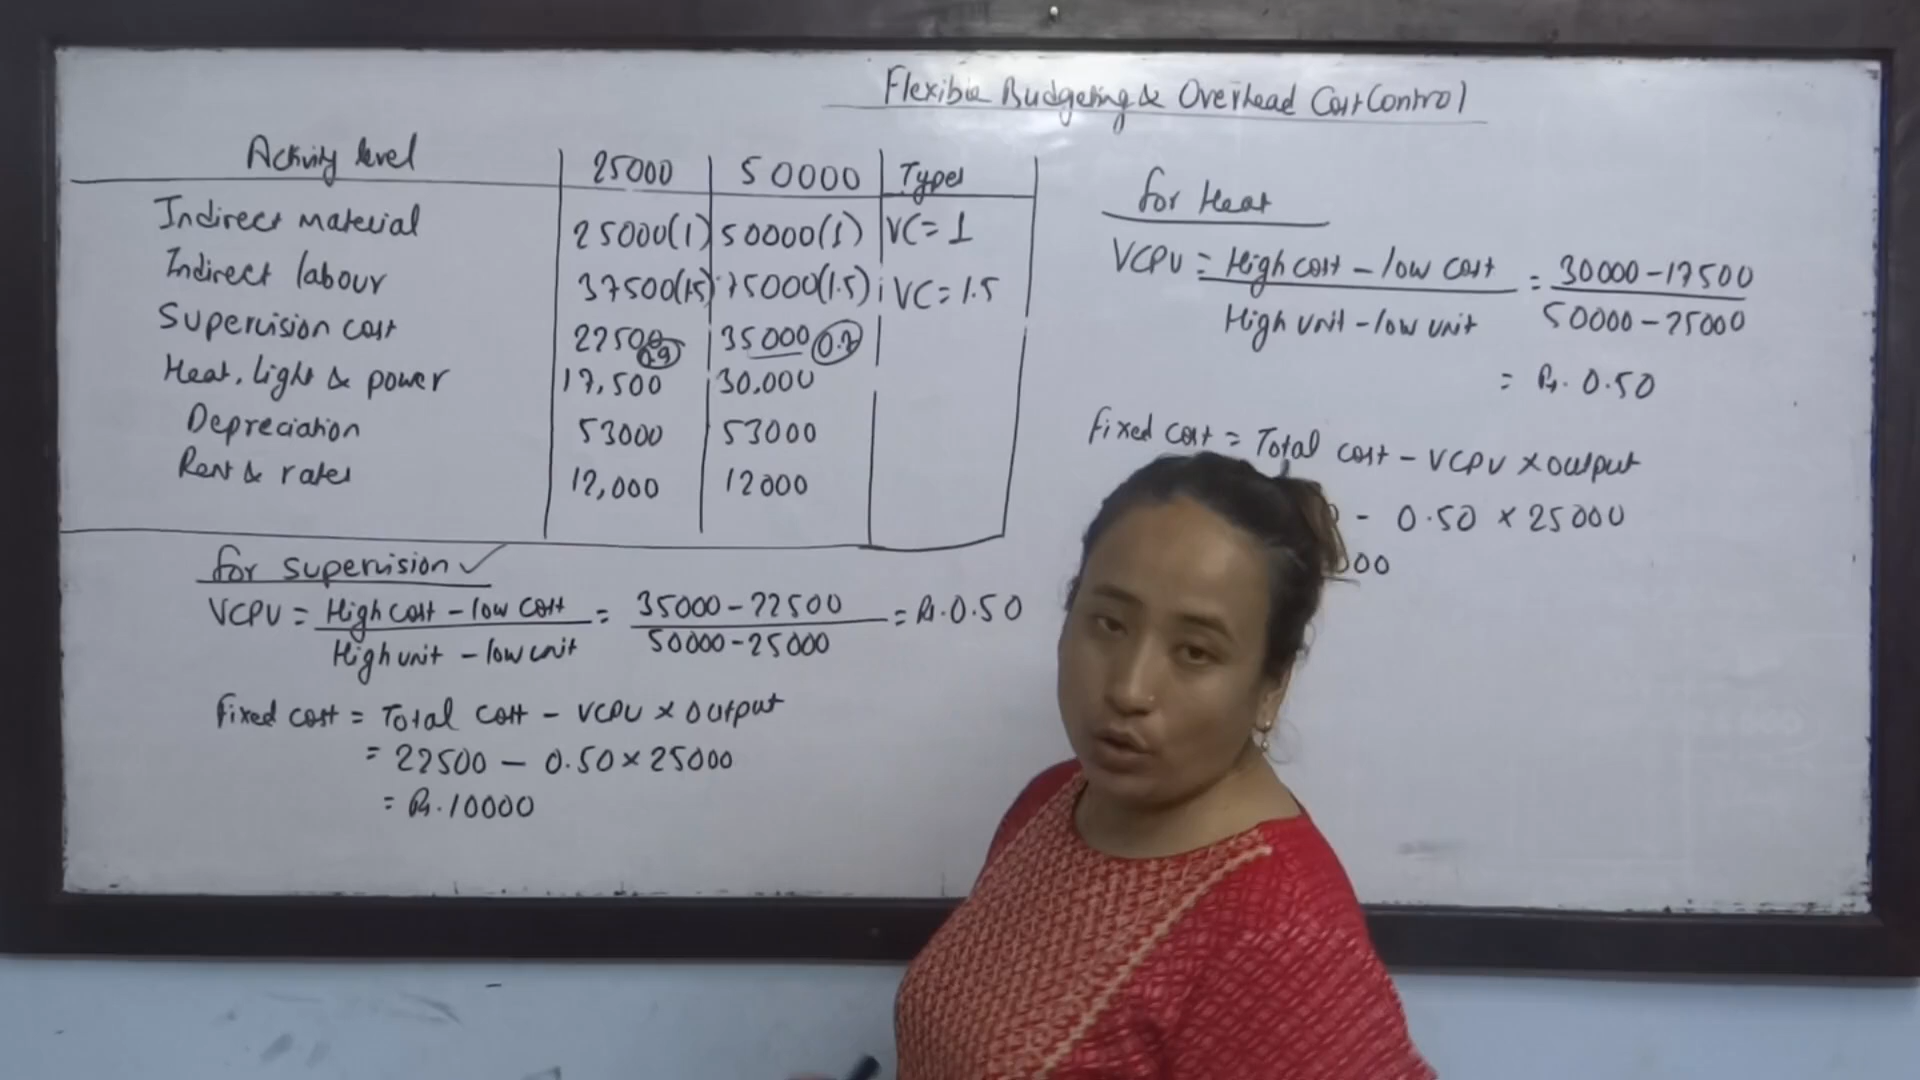 Flexible Budgeting & Overhead Cost Control
Activity level 25000 50000 Types
Indirect material 25000(1) 50000(1) VC = 1
Indirect labour 37500(1.5) 75000(1.5) VC = 1.5
Supervision cost 22500 0.9 35000 0.7
Heat, light & power 17,500 30.000
Depreciation 53000 53000
Rent & rates 12,000 12000
for supervision ✓
VCPU = High cost - low cost = 35000 - 22500 = Rs. 0.50
High unit - low unit 50000 - 25000
Fixed cost = Total cost - VCPU × output
= 22500 - 0.50 × 25000
= Rs. 10000
for Heat
VCPU = High cost - low cost = 30000 - 17500
High unit - low unit 50000 - 25000
= Rs. 0.50
Fixed cost = Total cost - VCPU × output
- 0.50 × 25000
000